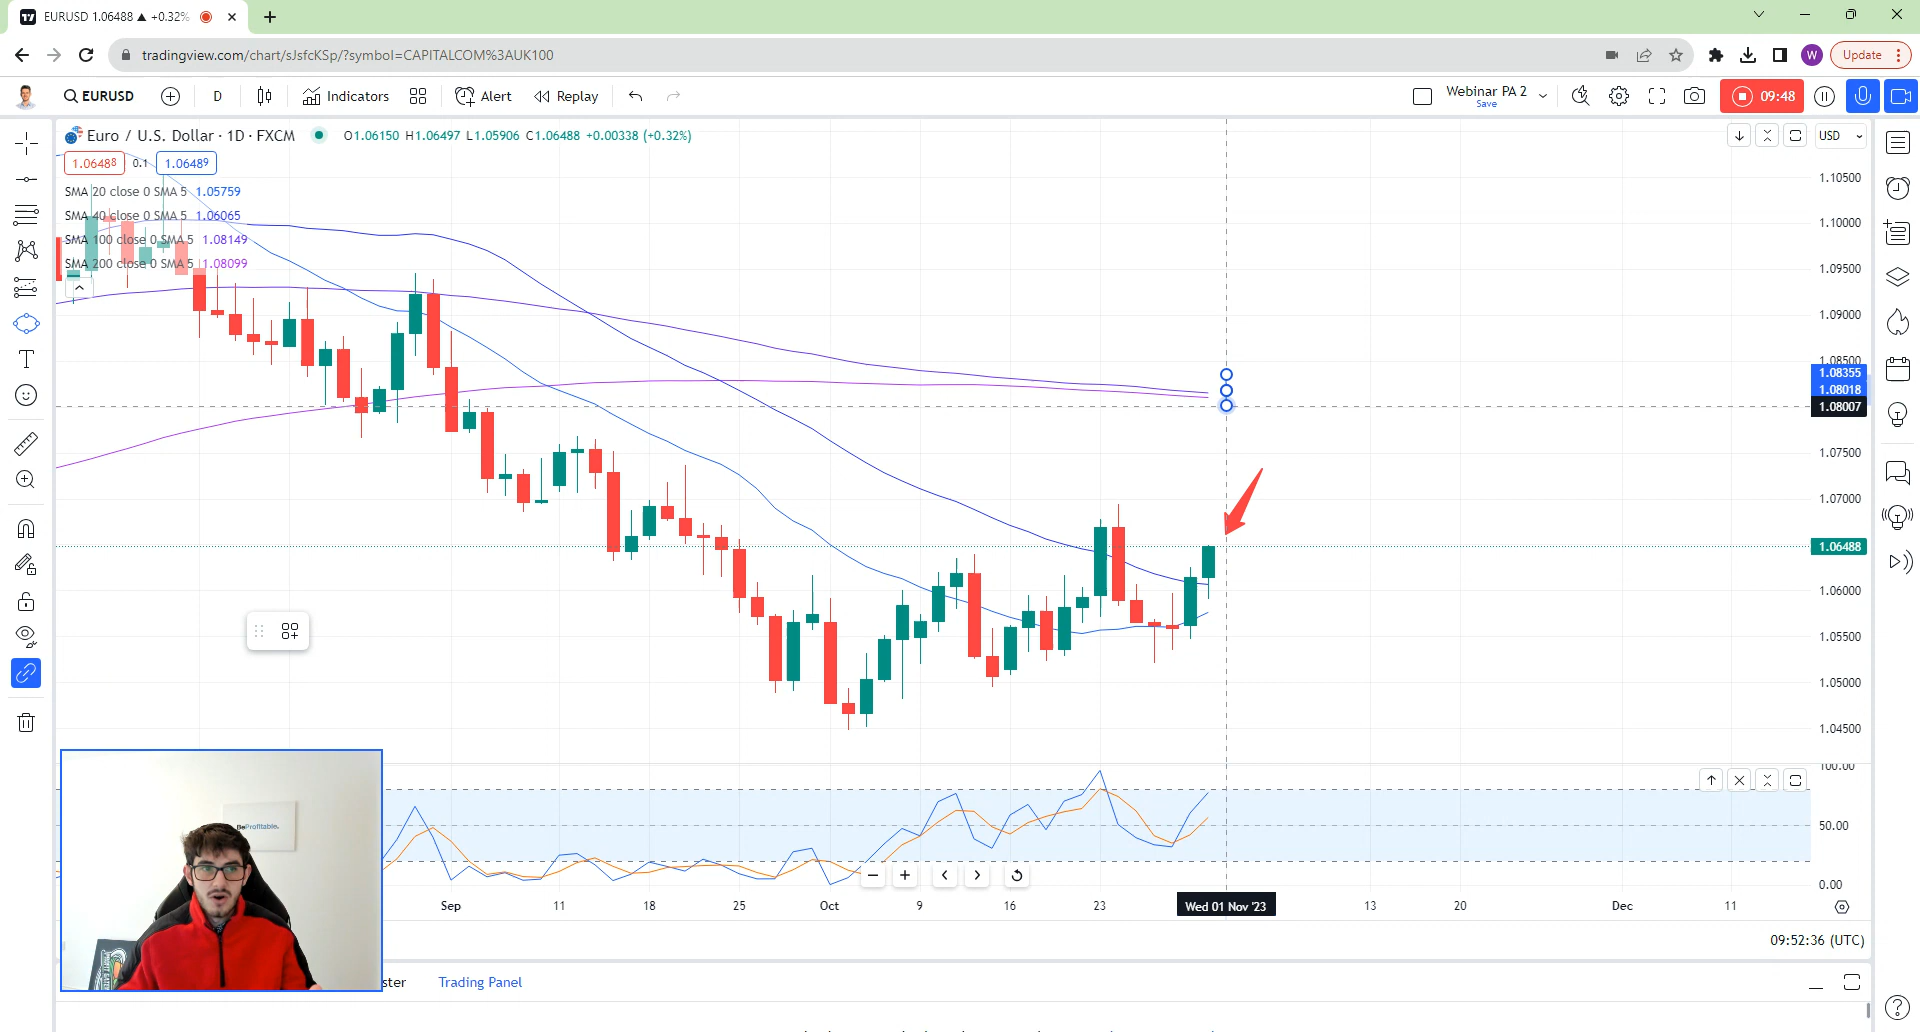 EURUSD 1.06488 ▲ +0.32%
tradingview.com/chart/sJsfcKSp/?symbol=CAPITALCOM%3AUK100
W
Update
EURUSD
D
Indicators
Alert
Replay
Webinar PA 2
Save
09:48
Euro / U.S. Dollar · 1D · FXCM
O1.06150 H1.06497 L1.05906 C1.06488 +0.00338 (+0.32%)
USD
1.06488
0.1
1.06489
SMA 20 close 0 SMA 5 1.05759
SMA 40 close 0 SMA 5 1.06065
SMA 100 close 0 SMA 5 1.08149
SMA 200 close 0 SMA 5 1.08099
1.10500
1.10000
1.09500
1.09000
1.08500
1.08355
1.08018
1.08007
1.07500
1.07000
1.06488
1.06000
1.05500
1.05000
1.04500
100.00
50.00
0.00
BeProfitable.
Sep
11
18
25
Oct
9
16
23
Wed 01 Nov '23
13
20
Dec
11
09:52:36 (UTC)
ster
Trading Panel